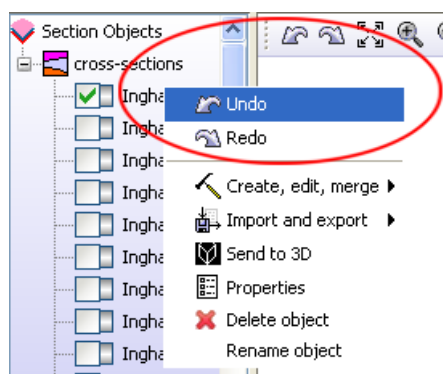 Section Objects
cross-sections
Ingha
Undo
Ingha
Redo
Ingha
Ingha
Create, edit, merge
Ingha
Import and export
Ingha
Send to 3D
Ingha
Properties
Ingha
Delete object
Ingha
Rename object